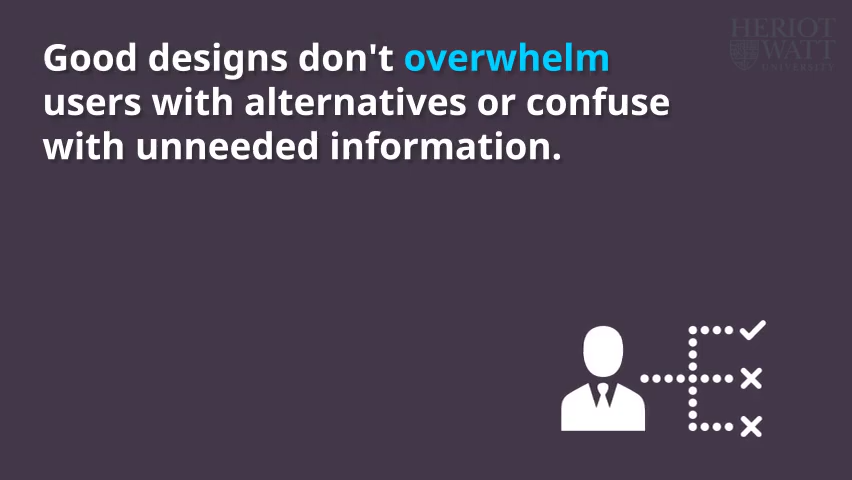 Good designs don't overwhelm
users with alternatives or confuse
with unneeded information.
HERIOT
WATT
UNIVERSITY